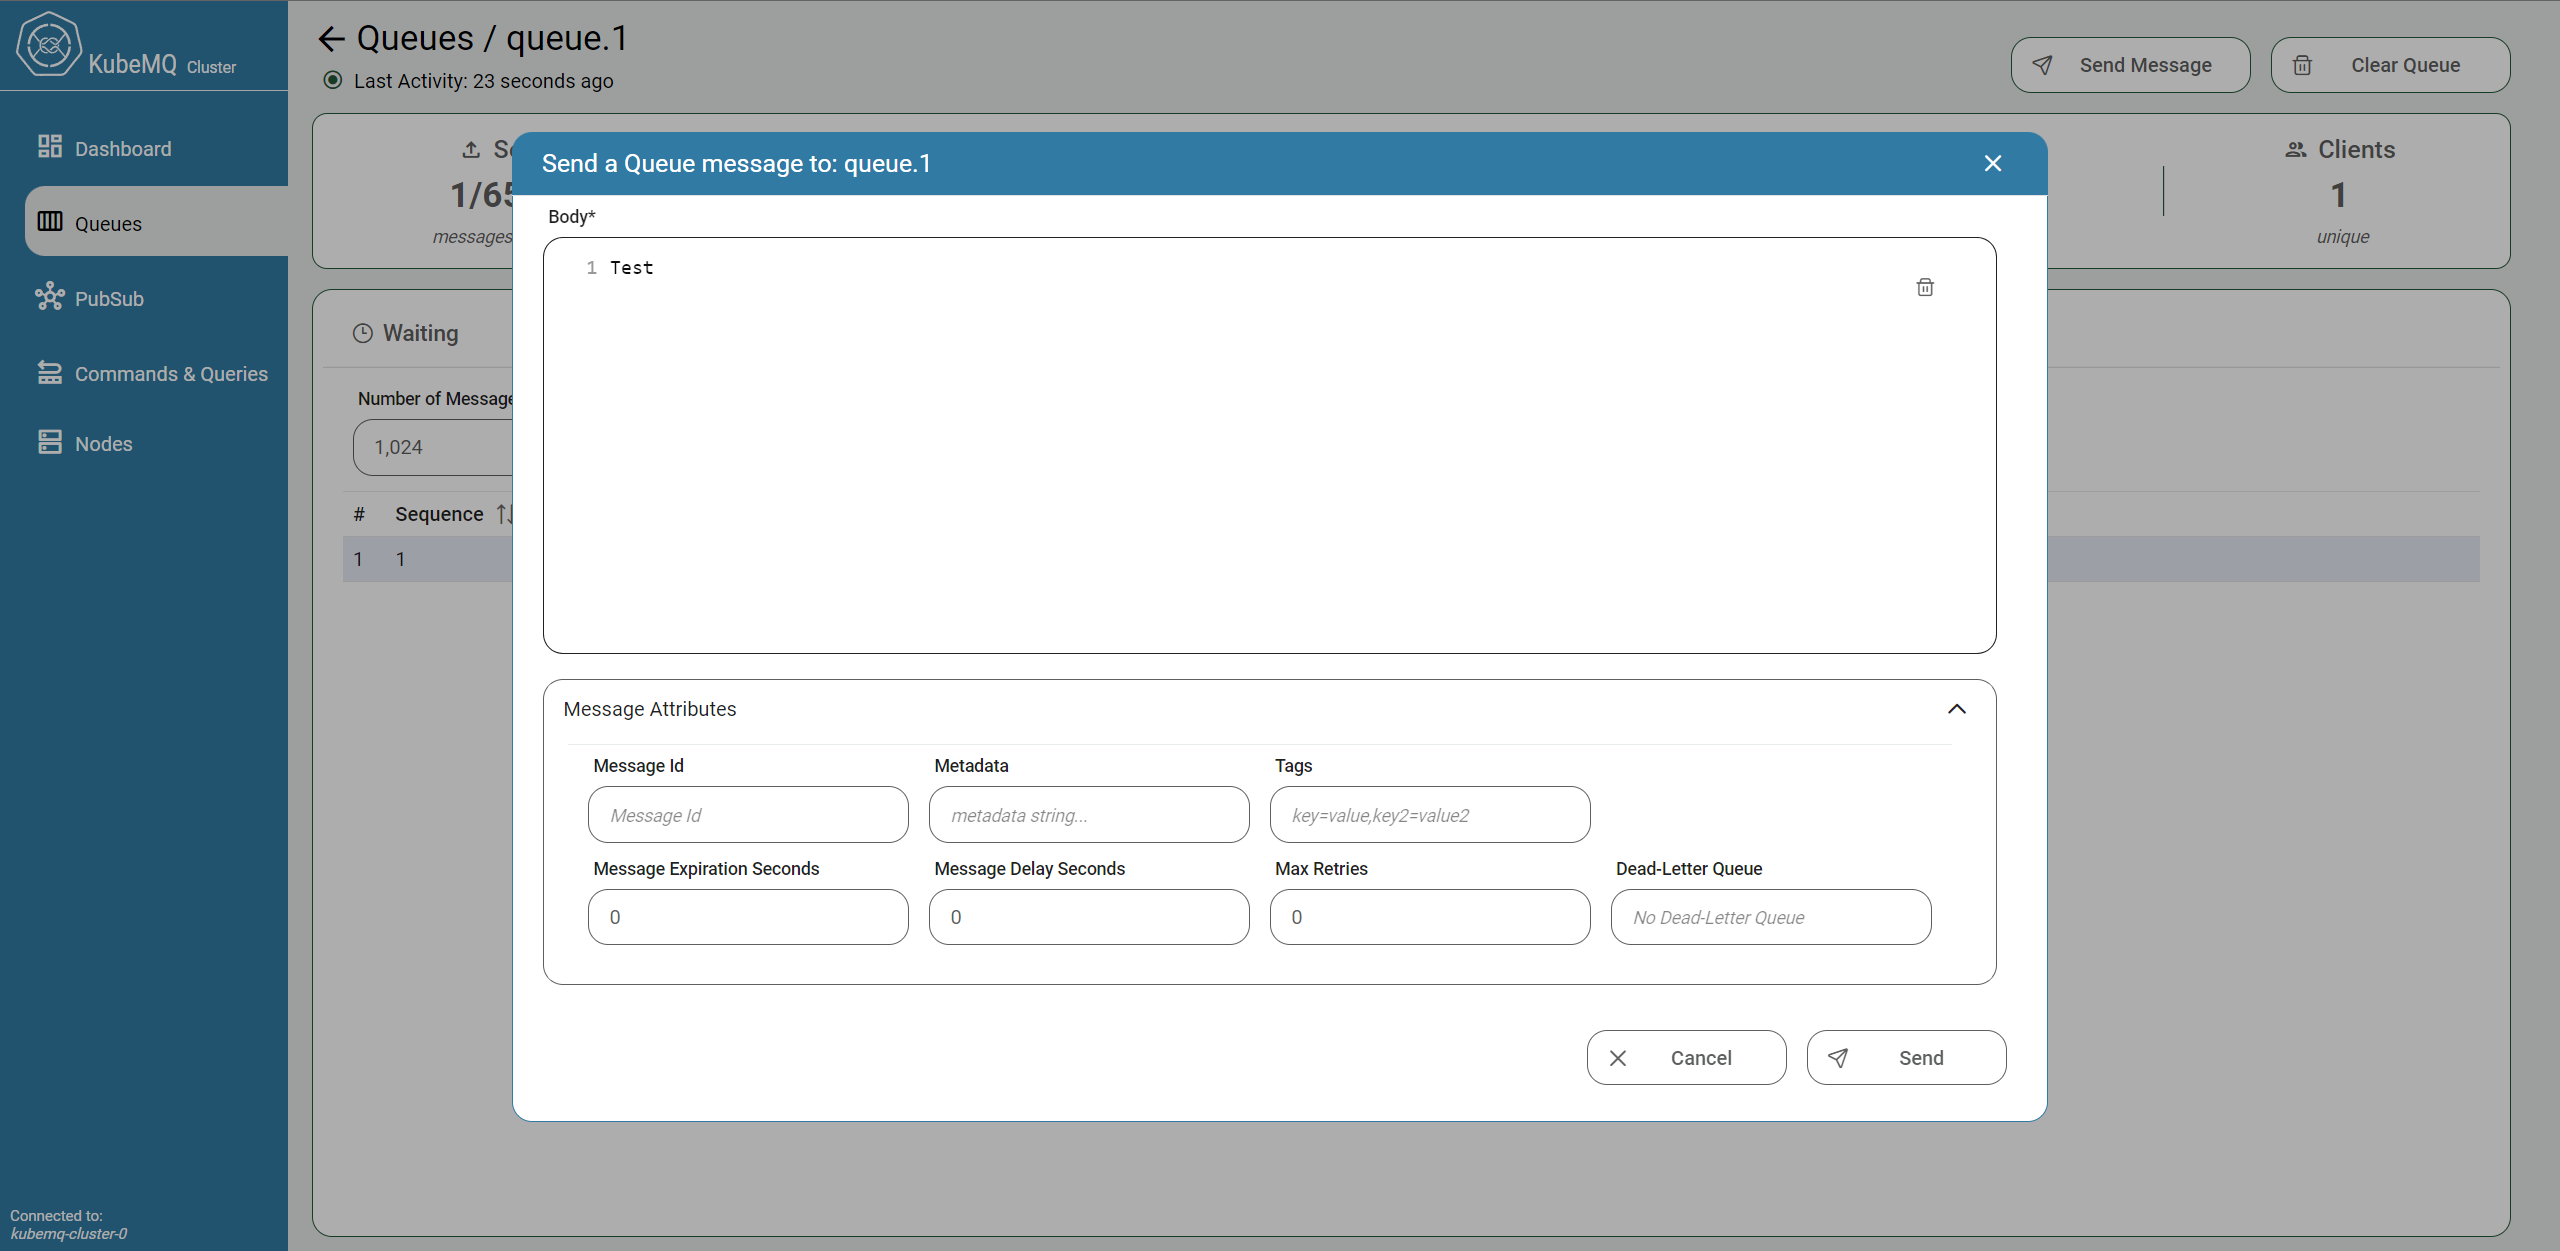 KubeMQ Cluster
Dashboard
Queues
PubSub
Commands & Queries
Nodes
Connected to:
kubemq-cluster-0
Queues / queue.1
Last Activity: 23 seconds ago
Send Message
Clear Queue
1/65
messages
Clients
1
unique
Waiting
Number of Message
1,024
# Sequence
1 1
Send a Queue message to: queue.1
Body*
1 Test
Message Attributes
Message Id Metadata Tags
Message Id metadata string... key=value,key2=value2
Message Expiration Seconds Message Delay Seconds Max Retries Dead-Letter Queue
0 0 0 No Dead-Letter Queue
Cancel Send